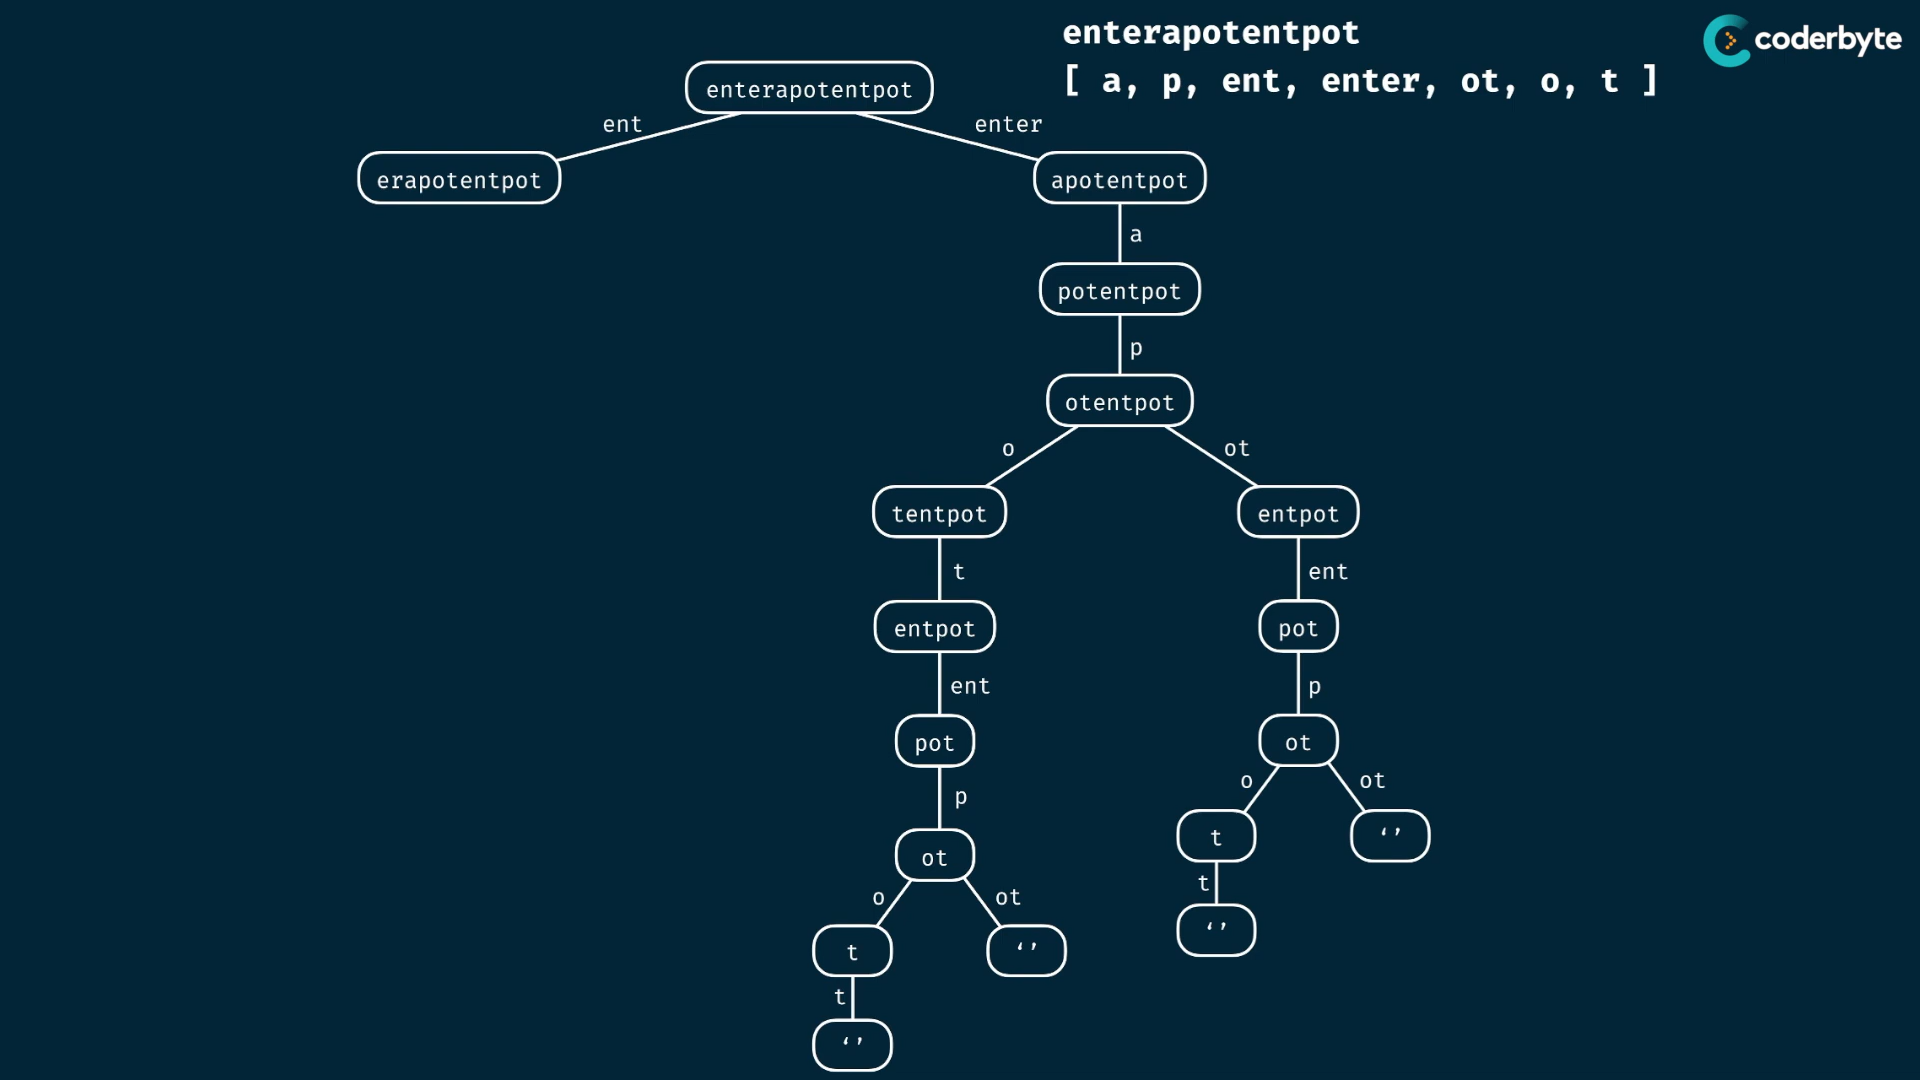 enterapotentpot
[ a, p, ent, enter, ot, o, t ]
coderbyte
enterapotentpot
ent
enter
erapotentpot
apotentpot
a
potentpot
p
otentpot
o
ot
tentpot
entpot
t
ent
entpot
pot
ent
p
pot
ot
p
o
ot
t
‘’
ot
t
o
ot
‘’
t
‘’
t
‘’